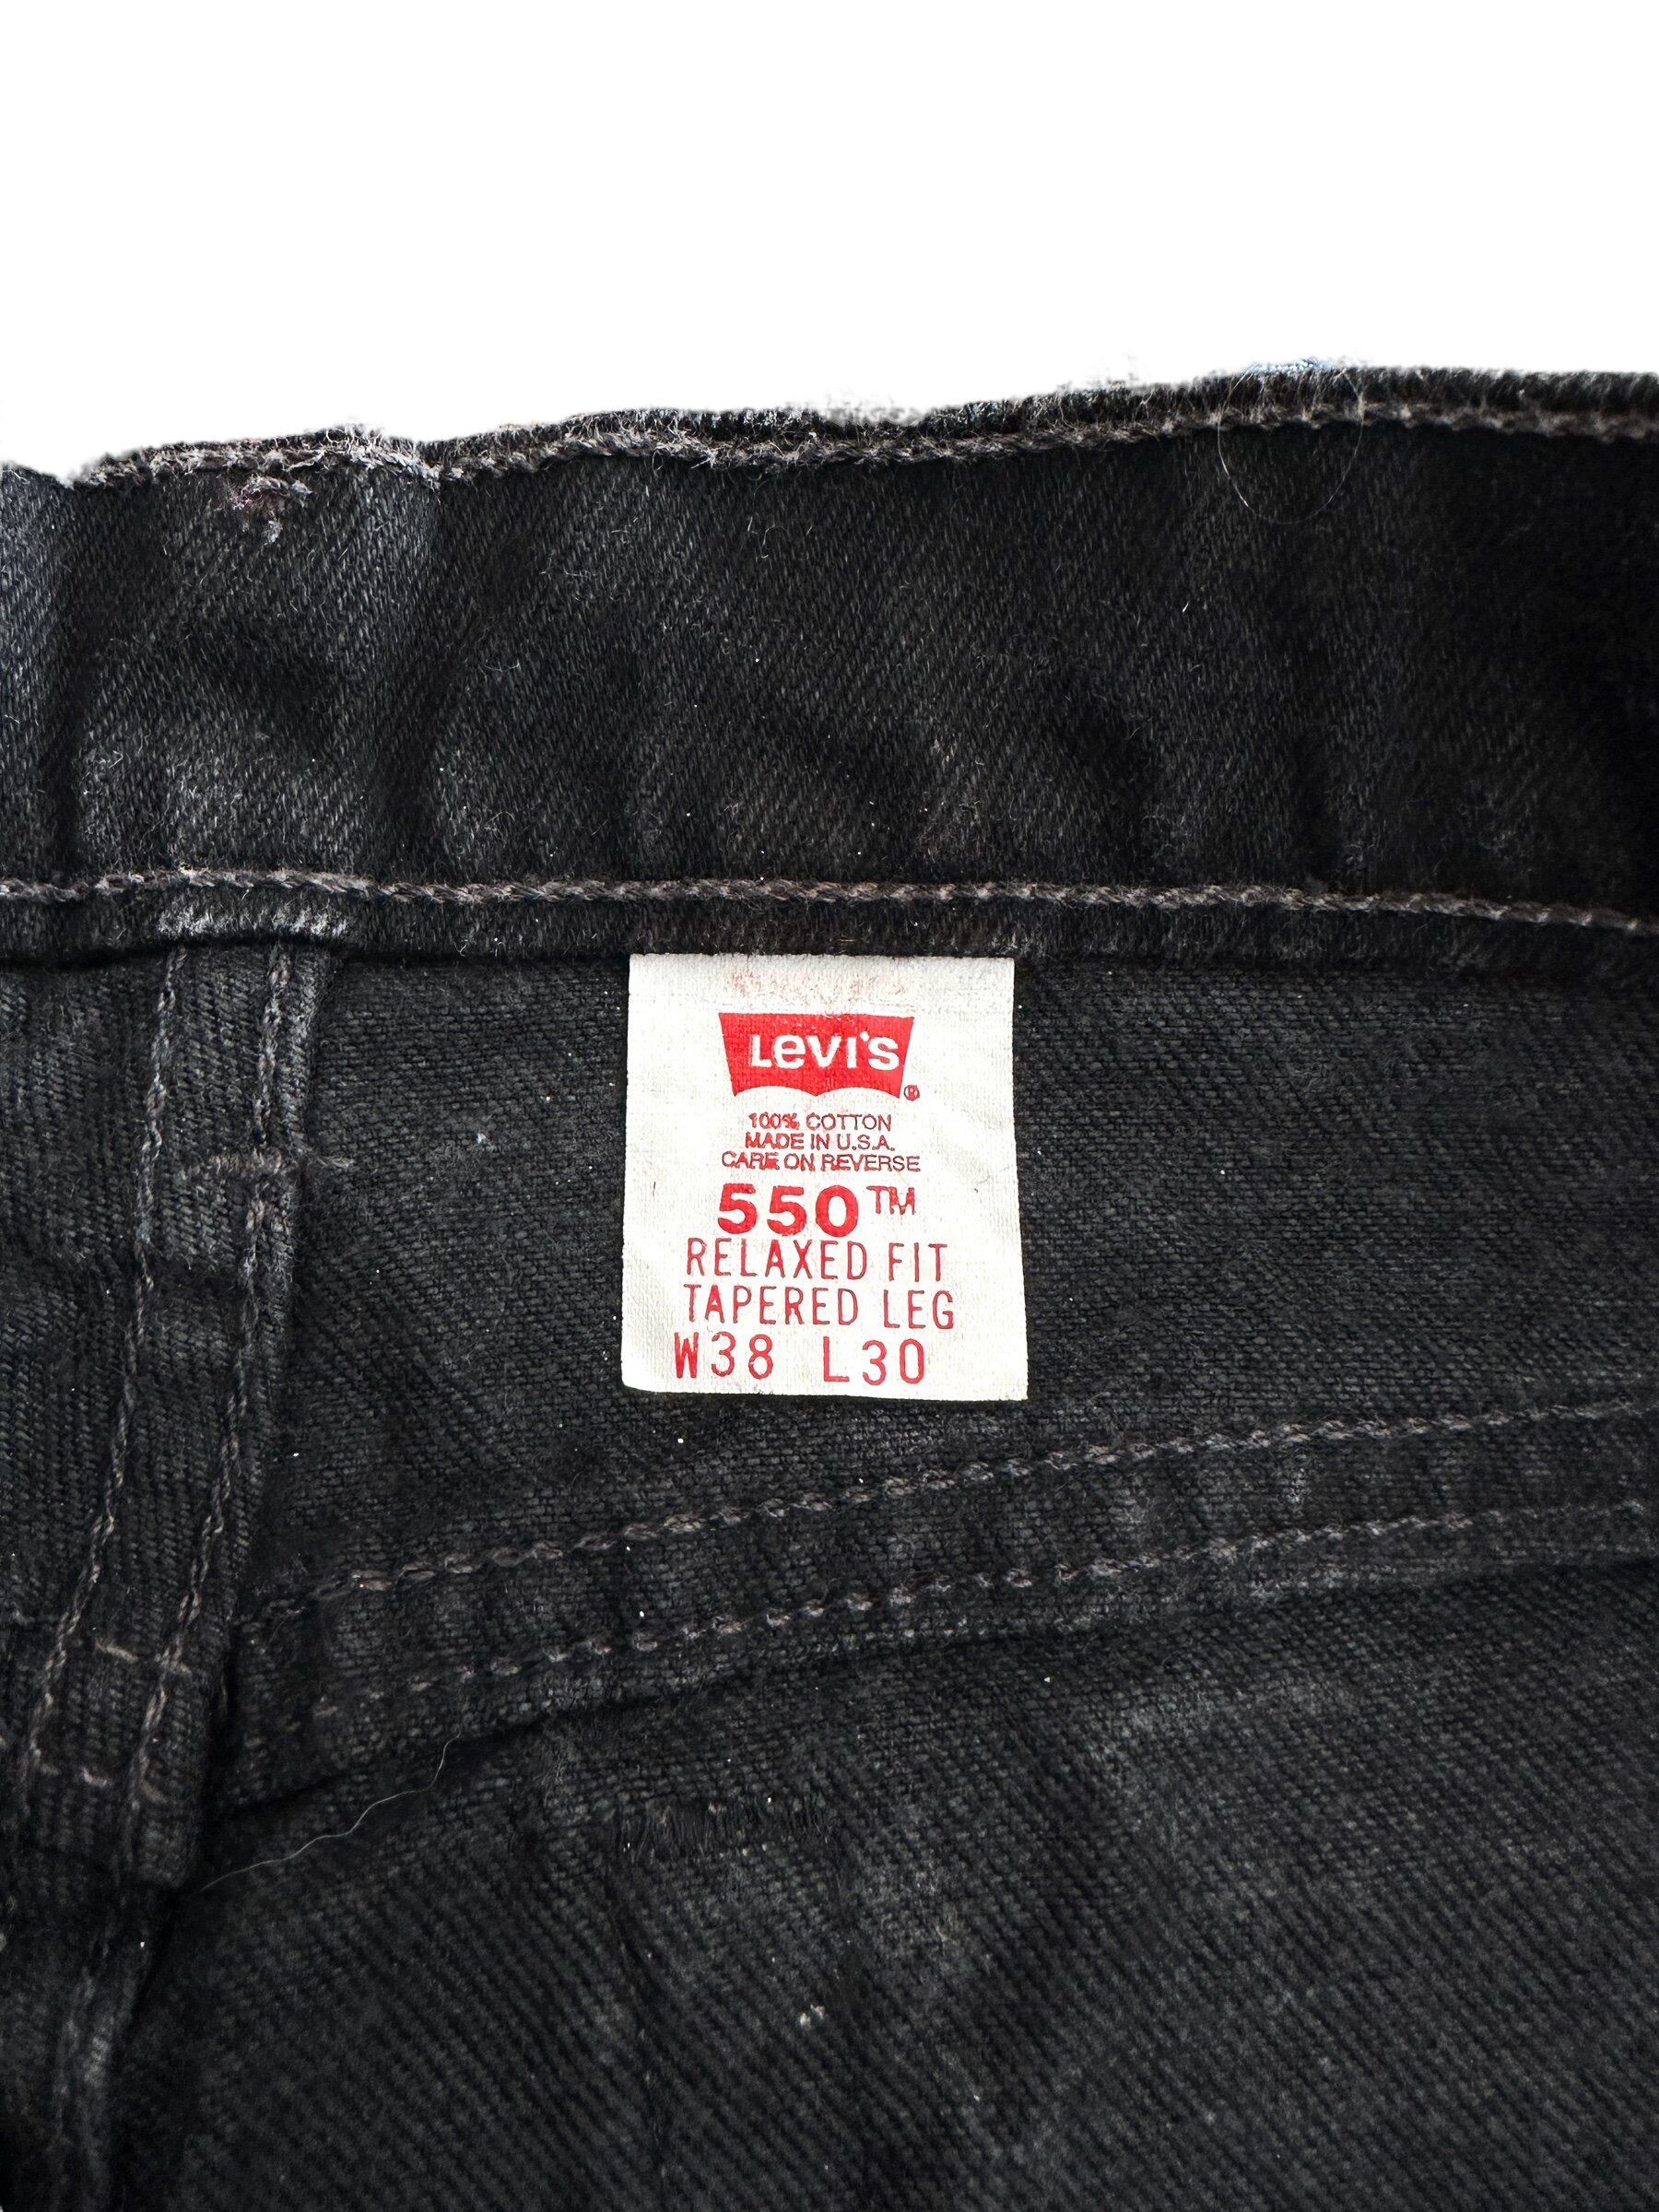 Levi's®
100% COTTON
MADE IN U.S.A.
CARE ON REVERSE
550™
RELAXED FIT
TAPERED LEG
W38 L30